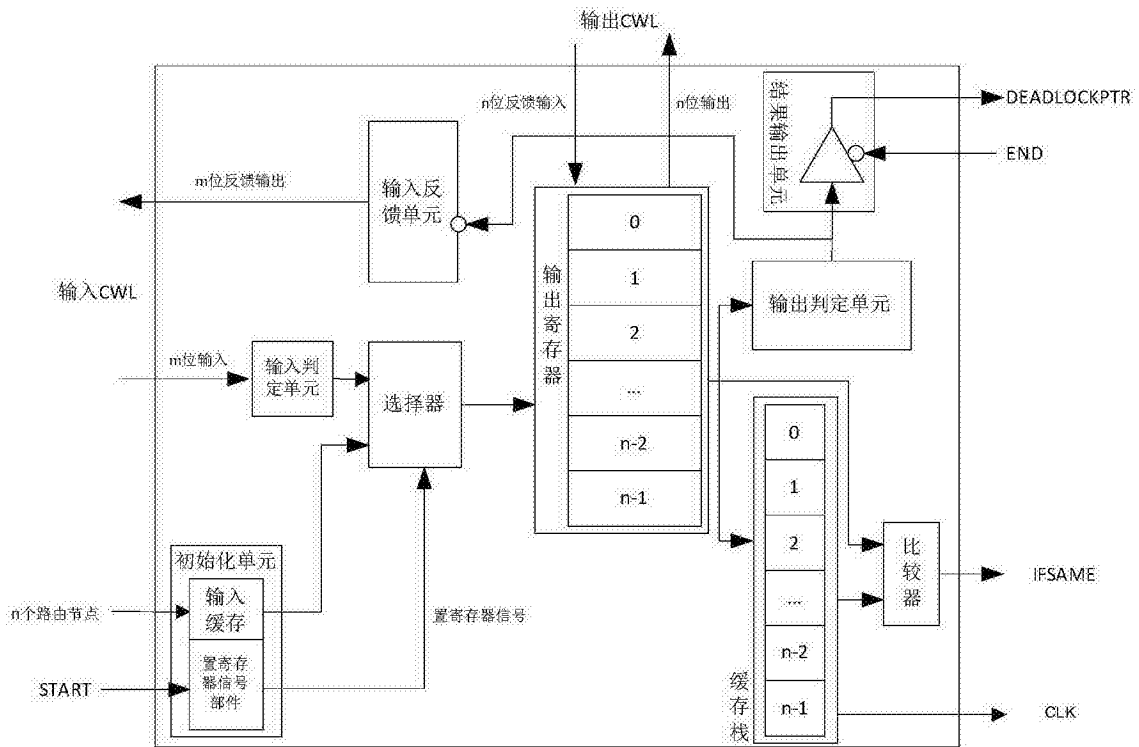 输出CWL
n位反馈输入
n位输出
结果输出单元
DEADLOCKPTR
END
m位反馈输出
输入反
馈单元
输入CWL
输出寄存器
0
1
2
...
n-2
n-1
输出判定单元
m位输入
输入判
定单元
选择器
缓存栈
0
1
2
...
n-2
n-1
比较器
IFSAME
CLK
初始化单元
n个路由节点
输入
缓存
置寄存器信号
START
置寄存
器信号
部件